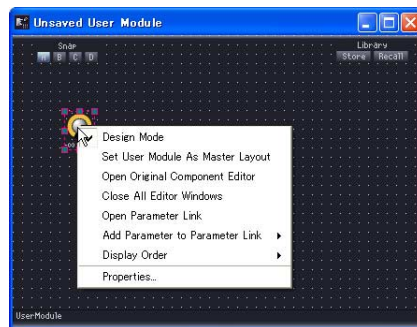 Unsaved User Module
Snap
Library
B C D
Store Recall
Design Mode
Set User Module As Master Layout
Open Original Component Editor
Close All Editor Windows
Open Parameter Link
Add Parameter to Parameter Link
Display Order
Properties...
UserModule